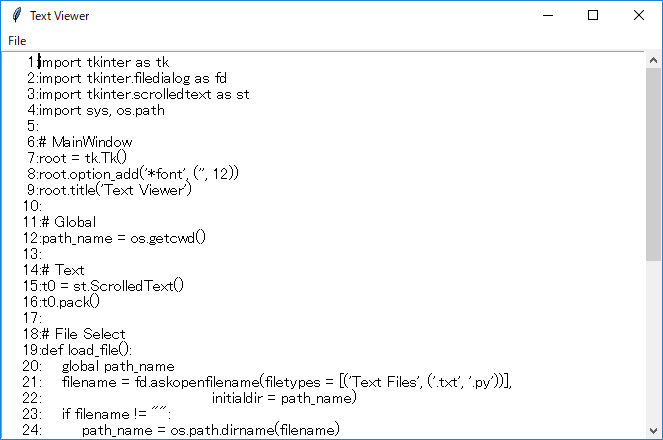 Text Viewer
File
1:import tkinter as tk
2:import tkinter.filedialog as fd
3:import tkinter.scrolledtext as st
4:import sys, os.path
5:
6:# MainWindow
7:root = tk.Tk()
8:root.option_add('*font', ('', 12))
9:root.title('Text Viewer')
10:
11:# Global
12:path_name = os.getcwd()
13:
14:# Text
15:t0 = st.ScrolledText()
16:t0.pack()
17:
18:# File Select
19:def load_file():
20:    global path_name
21:    filename = fd.askopenfilename(filetypes = [('Text Files', ('.txt', '.py'))],
22:                                  initialdir = path_name)
23:    if filename != "":
24:        path_name = os.path.dirname(filename)